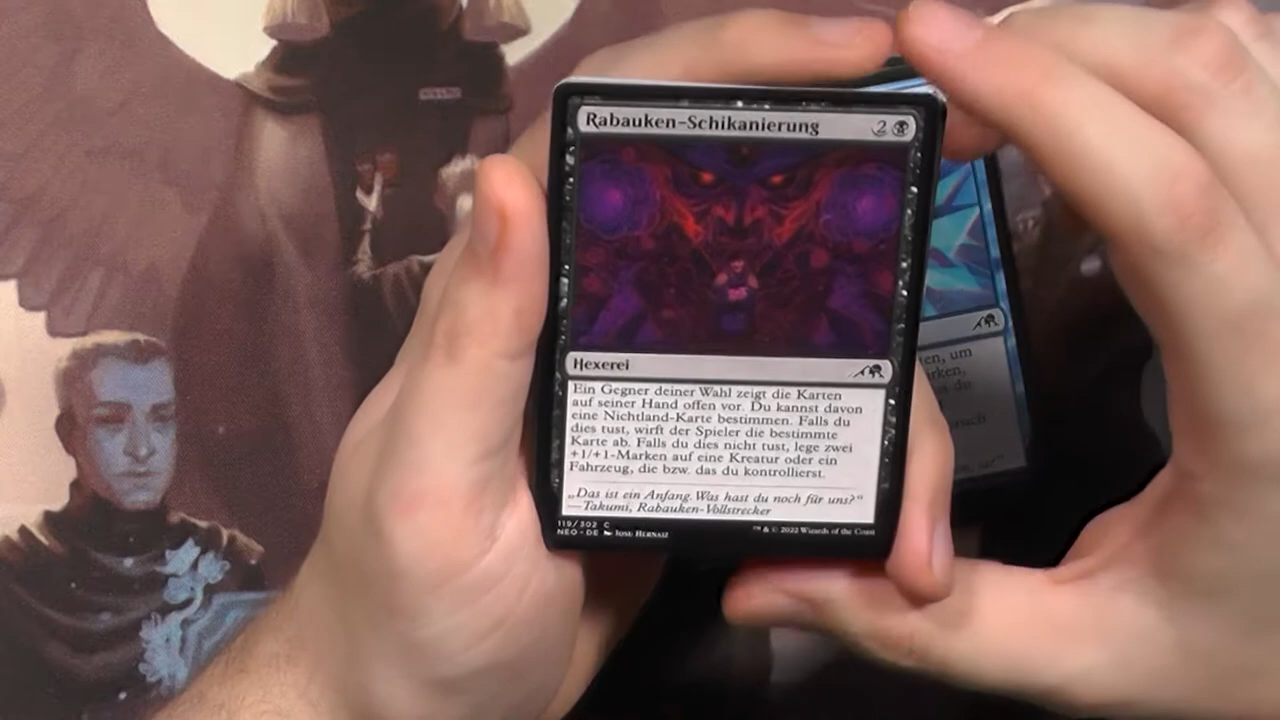 Rabauken-Schikanierung 2
Hexerei
Ein Gegner deiner Wahl zeigt die Karten
auf seiner Hand offen vor. Du kannst davon
eine Nichtland-Karte bestimmen. Falls du
dies tust, wirft der Spieler die bestimmte
Karte ab. Falls du dies nicht tust, lege zwei
+1/+1-Marken auf eine Kreatur oder ein
Fahrzeug, die bzw. das du kontrollierst.
„Das ist ein Anfang. Was hast du noch für uns?“
—Takumi, Rabauken-Vollstrecker
119/302 C
NEO • DE Jose Hernaiz
™ & © 2022 Wizards of the Coast
um